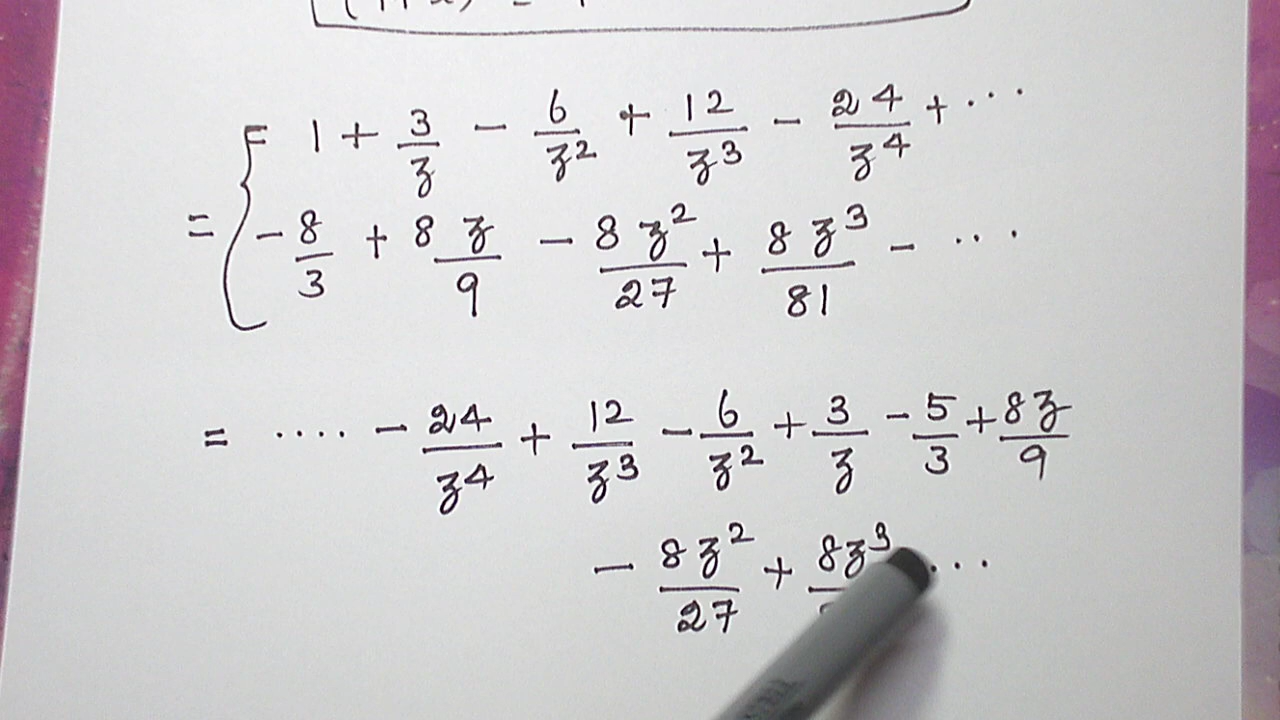 = { 1 + 3/z - 6/z² + 12/z³ - 24/z⁴ + ...
-8/3 + 8z/9 - 8z²/27 + 8z³/81 - ....
= .... - 24/z⁴ + 12/z³ - 6/z² + 3/z - 5/3 + 8z/9
- 8z²/27 + 8z³ ...